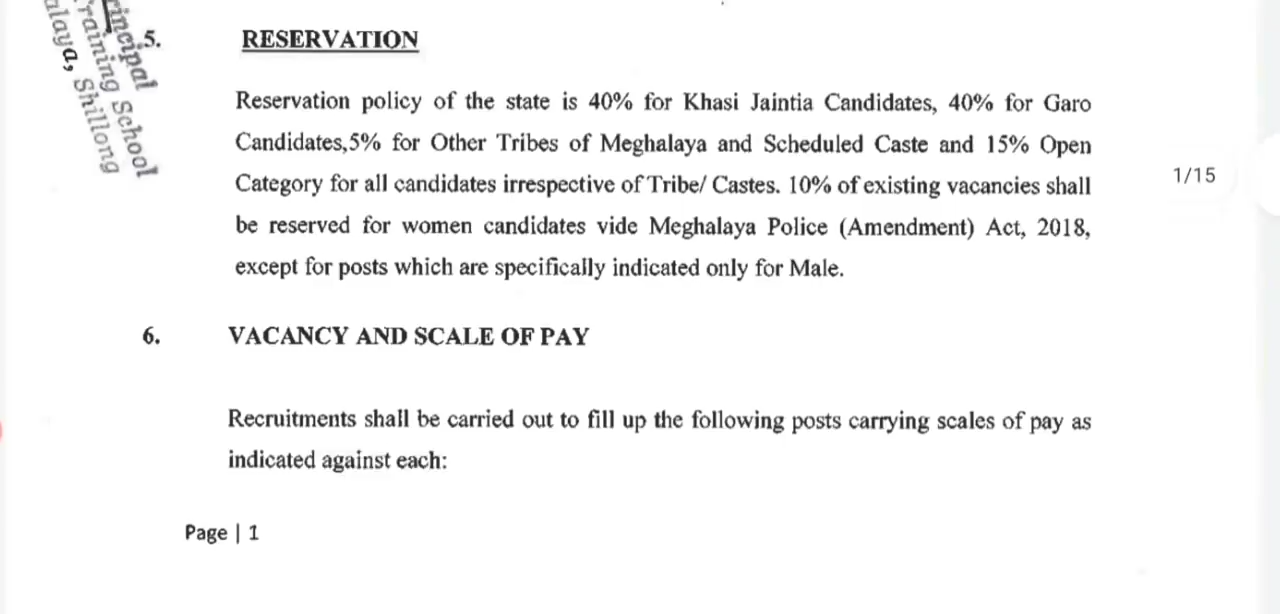 rincipal
raining School
alaya, Shillong
5. RESERVATION
Reservation policy of the state is 40% for Khasi Jaintia Candidates, 40% for Garo
Candidates,5% for Other Tribes of Meghalaya and Scheduled Caste and 15% Open
Category for all candidates irrespective of Tribe/ Castes. 10% of existing vacancies shall
be reserved for women candidates vide Meghalaya Police (Amendment) Act, 2018,
except for posts which are specifically indicated only for Male.
1/15
6. VACANCY AND SCALE OF PAY
Recruitments shall be carried out to fill up the following posts carrying scales of pay as
indicated against each:
Page | 1